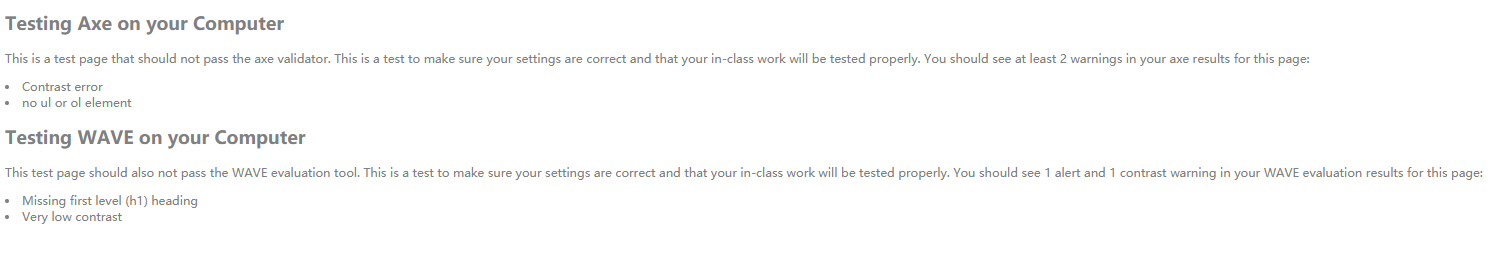 Testing Axe on your Computer
This is a test page that should not pass the axe validator. This is a test to make sure your settings are correct and that your in-class work will be tested properly. You should see at least 2 warnings in your axe results for this page:
• Contrast error
• no ul or ol element
Testing WAVE on your Computer
This test page should also not pass the WAVE evaluation tool. This is a test to make sure your settings are correct and that your in-class work will be tested properly. You should see 1 alert and 1 contrast warning in your WAVE evaluation results for this page:
• Missing first level (h1) heading
• Very low contrast